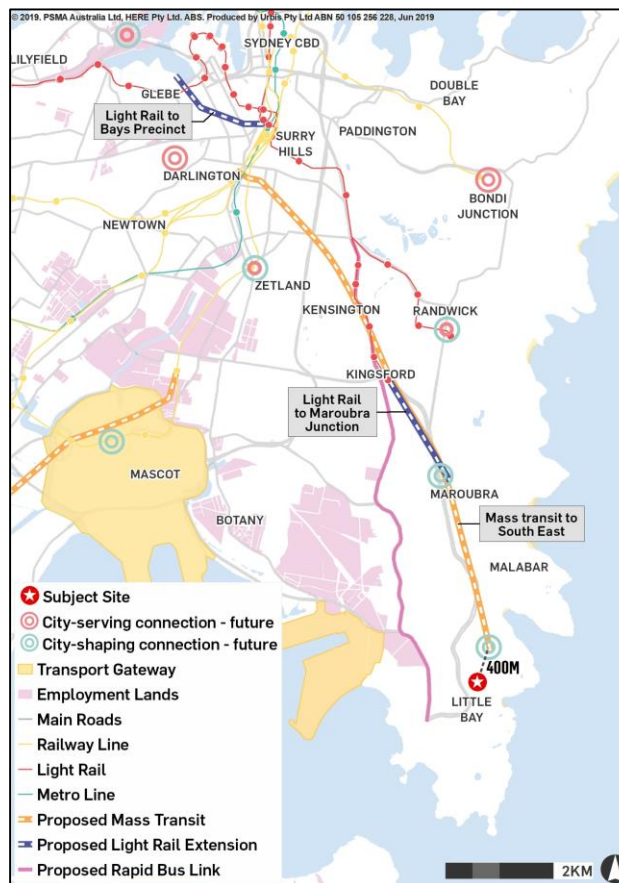 © 2019. PSMA Australia Ltd, HERE Pty Ltd. ABS. Produced by Urbis Pty Ltd ABN 50 105 256 228, Jun 2019
SYDNEY CBD
LILYFIELD
GLEBE
DOUBLE
BAY
Light Rail to
Bays Precinct
PADDINGTON
SURRY
HILLS
DARLINGTON
BONDI
JUNCTION
NEWTOWN
ZETLAND
KENSINGTON
RANDWICK
KINGSFORD
Light Rail
to Maroubra
Junction
MASCOT
MAROUBRA
BOTANY
Mass transit to
South East
MALABAR
400M
LITTLE
BAY
Subject Site
City-serving connection - future
City-shaping connection - future
Transport Gateway
Employment Lands
Main Roads
Railway Line
Light Rail
Metro Line
Proposed Mass Transit
Proposed Light Rail Extension
Proposed Rapid Bus Link
2KM